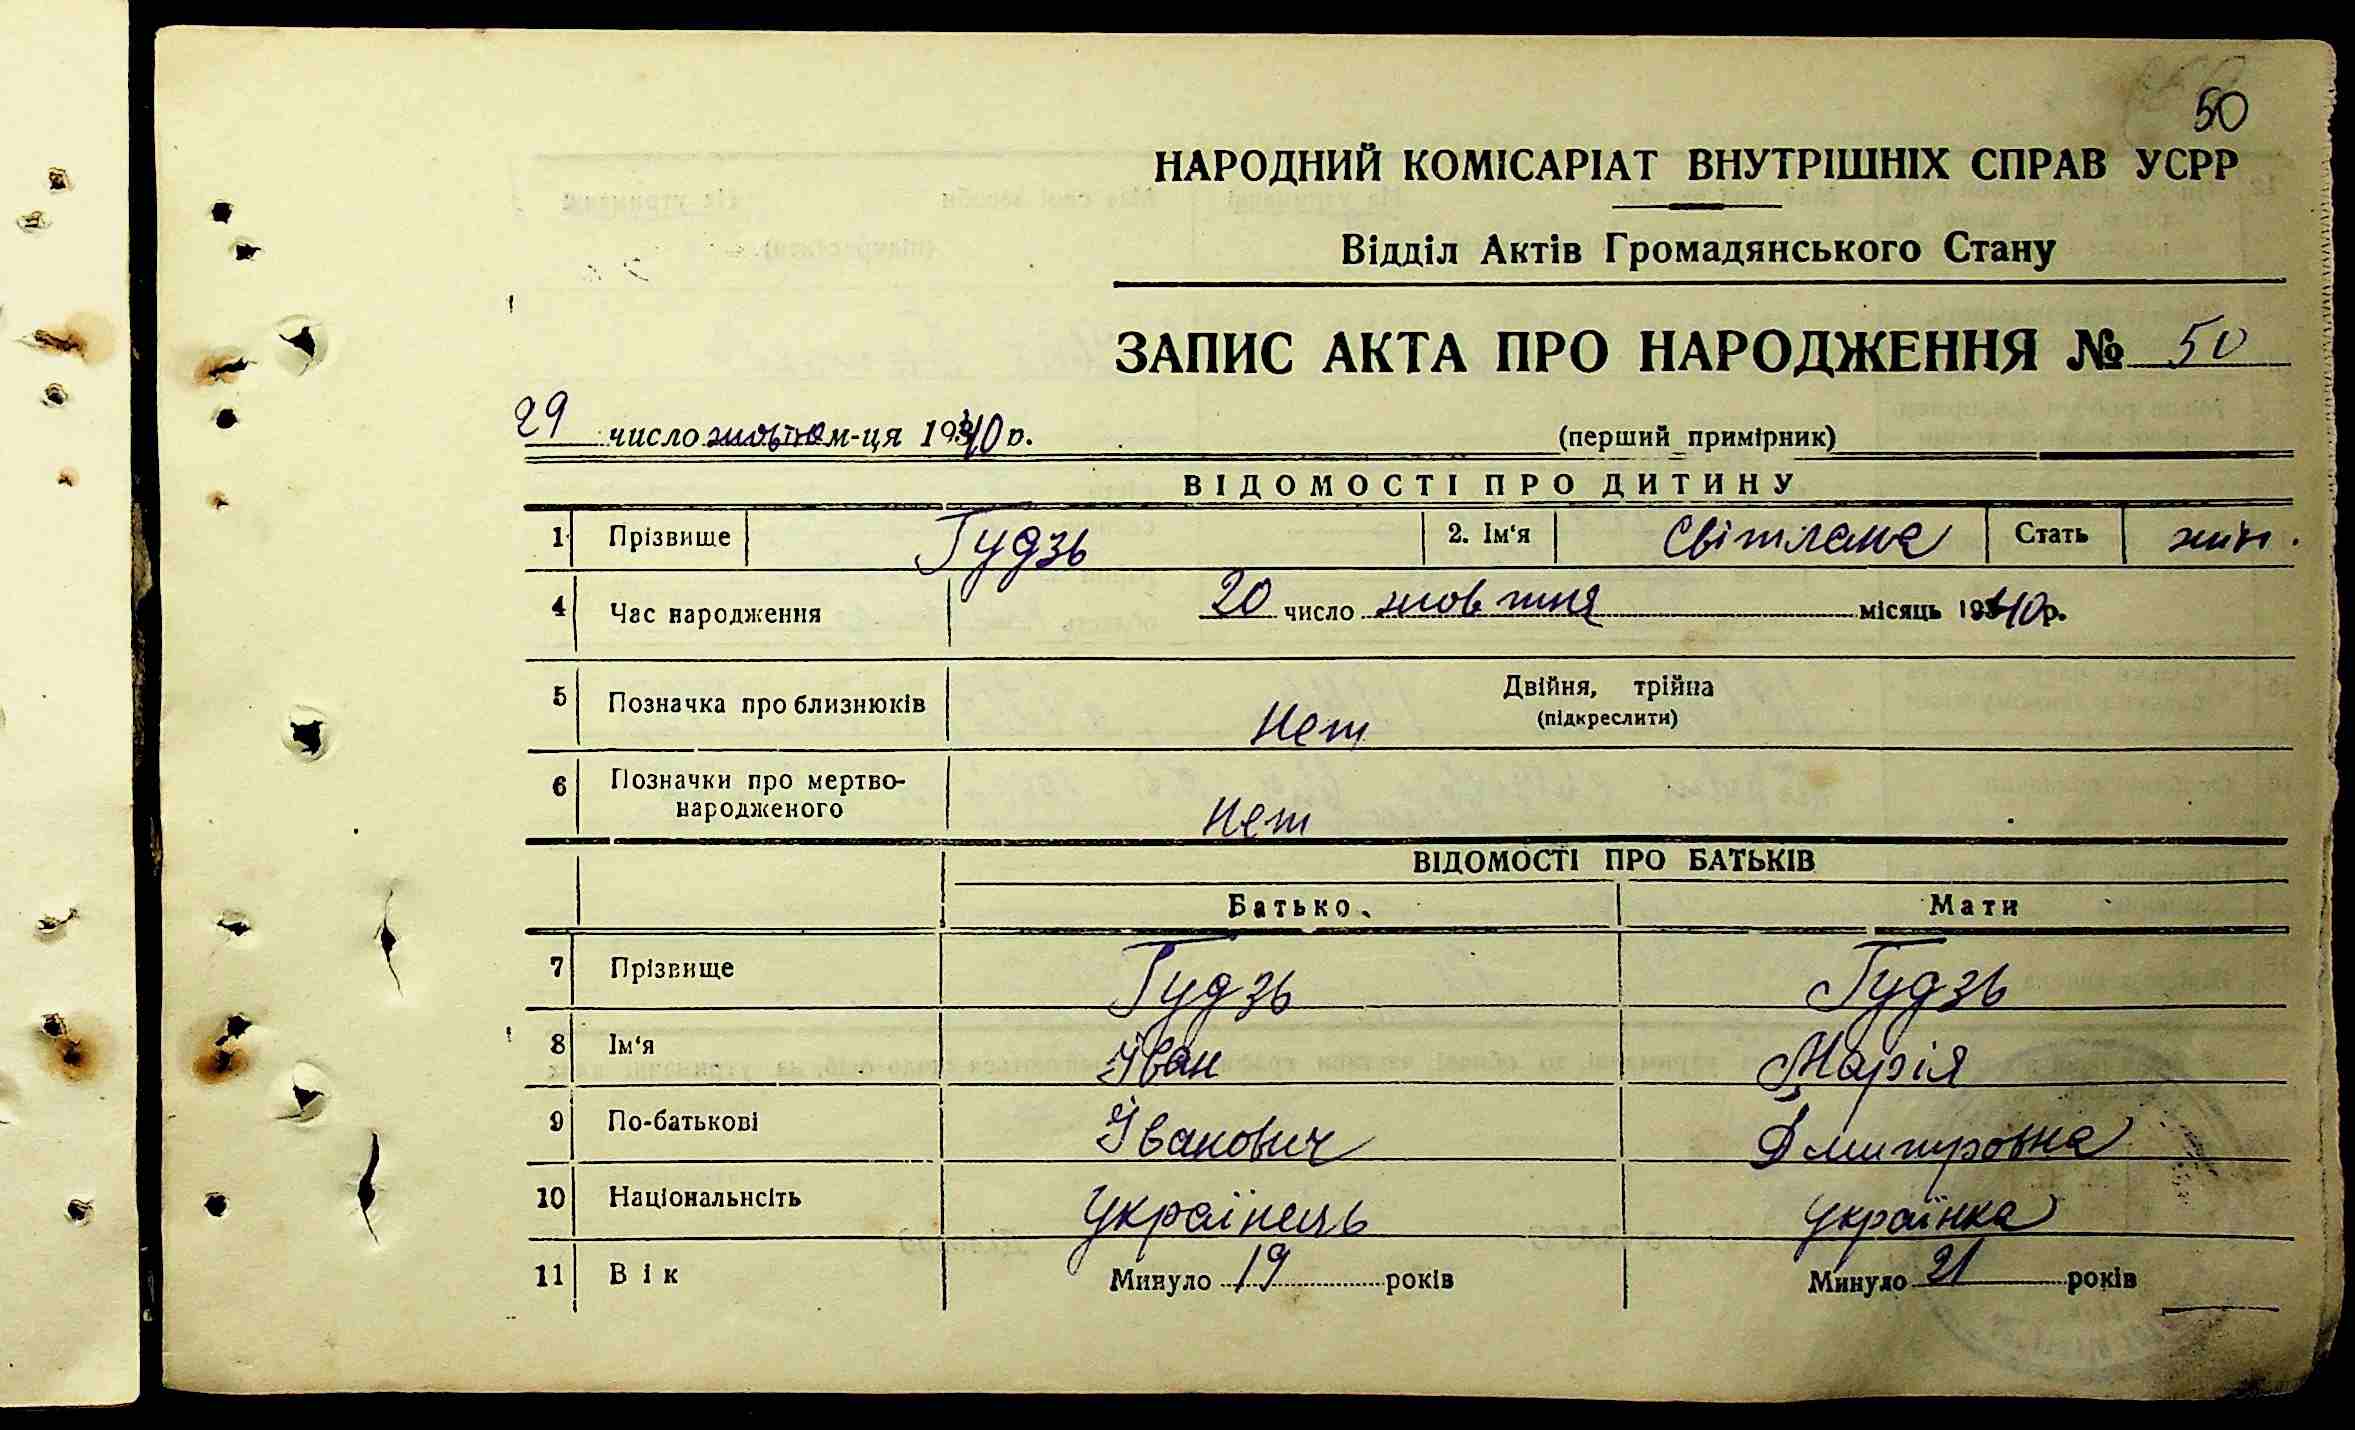 50
НАРОДНИЙ КОМІСАРІАТ ВНУТРІШНІХ СПРАВ УСРР
Відділ Актів Громадянського Стану
ЗАПИС АКТА ПРО НАРОДЖЕННЯ № 50
29 число жовтня м-ця 1940 р.
(перший примірник)
ВІДОМОСТІ ПРО ДИТИНУ
1 Прізвище Гудзь 2. Ім'я Світлана Стать жін.
4 Час народження 20 число жовтня місяць 1940 р.
5 Позначка про близнюків Нет Двійня, трійна
(підкреслити)
6 Позначки про мертво-
народженого Нет
ВІДОМОСТІ ПРО БАТЬКІВ
Батько Мати
7 Прізвище Гудзь Гудзь
8 Ім'я Іван Марія
9 По-батькові Іванович Дмитровна
10 Національнсіть Українець Українка
11 Вік Минуло 19 років Минуло 21 років